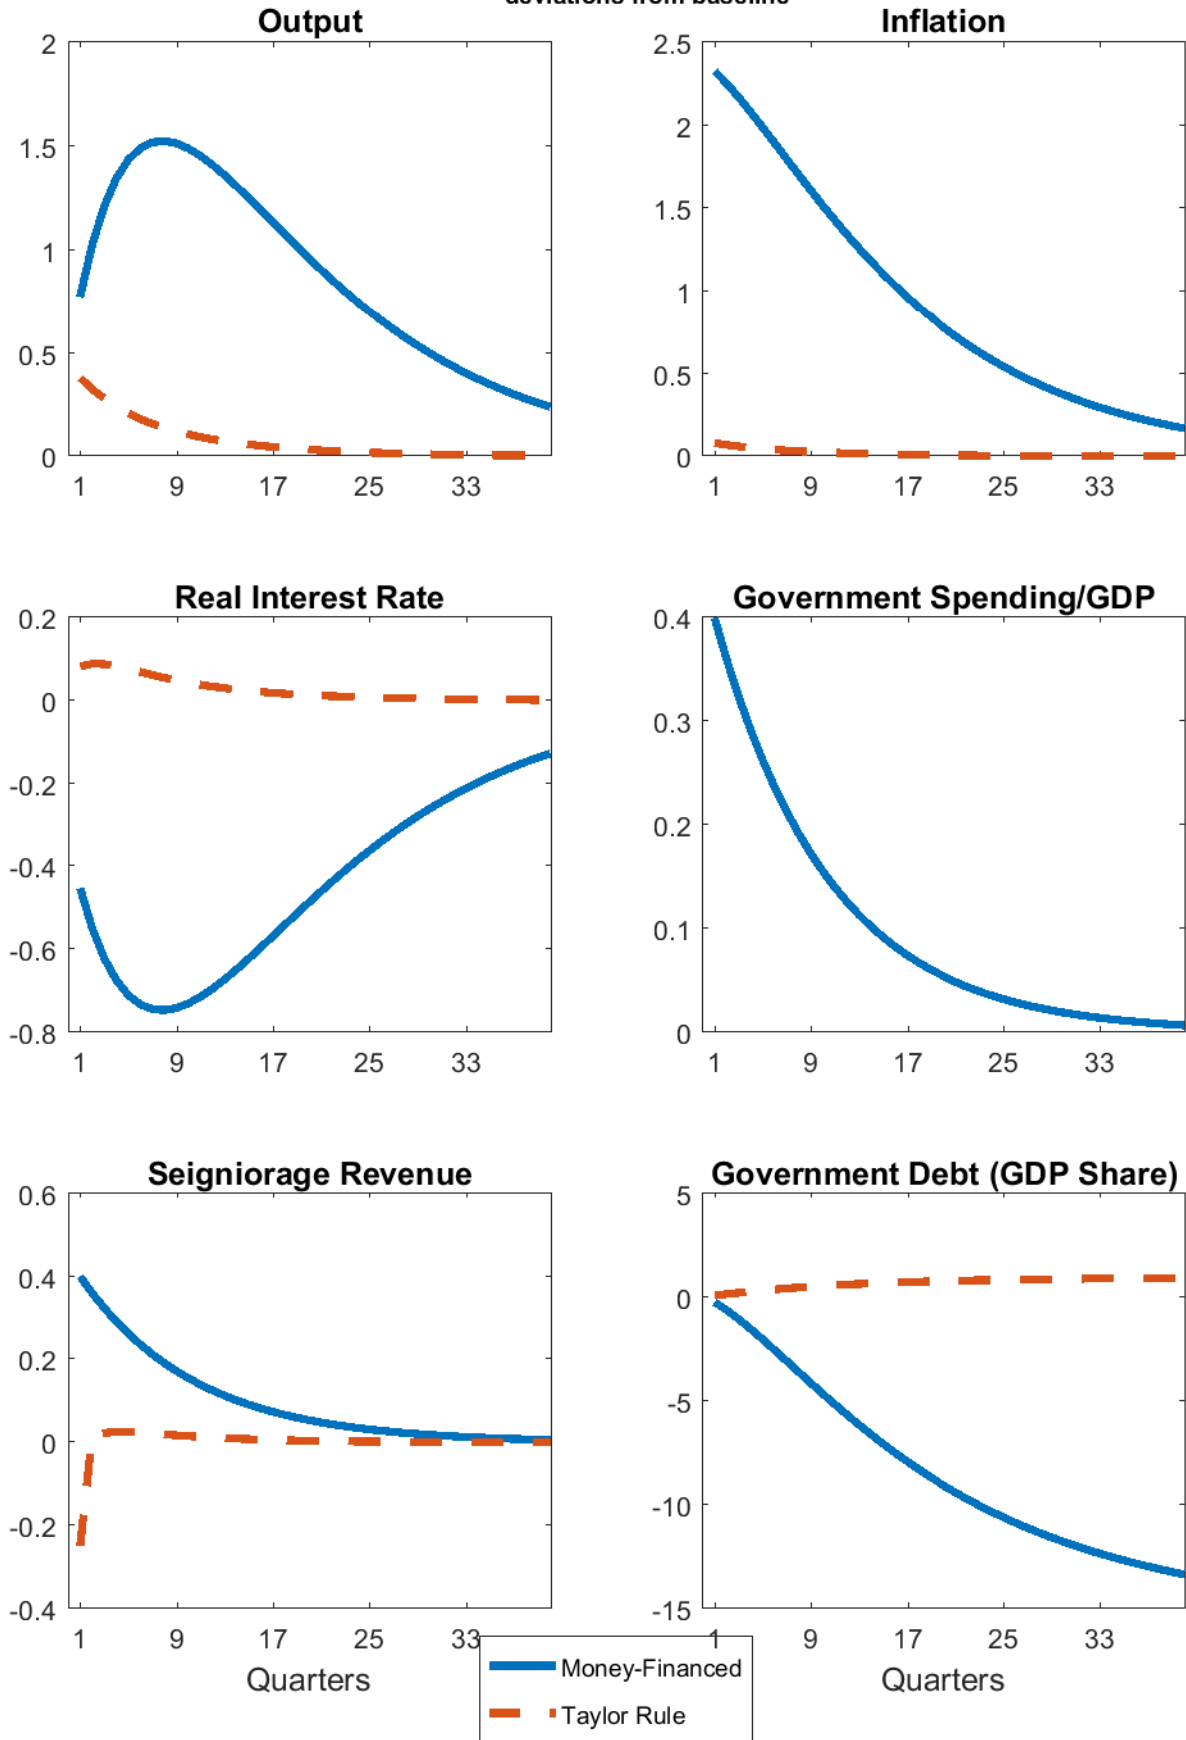 deviations from baseline
Output
2
1.5
1
0.5
0
1 9 17 25 33
Inflation
2.5
2
1.5
1
0.5
0
1 9 17 25 33
Real Interest Rate
0.2
0
-0.2
-0.4
-0.6
-0.8
1 9 17 25 33
Government Spending/GDP
0.4
0.3
0.2
0.1
0
1 9 17 25 33
Seigniorage Revenue
0.6
0.4
0.2
0
-0.2
-0.4
1 9 17 25 33
Quarters
Government Debt (GDP Share)
5
0
-5
-10
-15
1 9 17 25 33
Quarters
Money-Financed
Taylor Rule